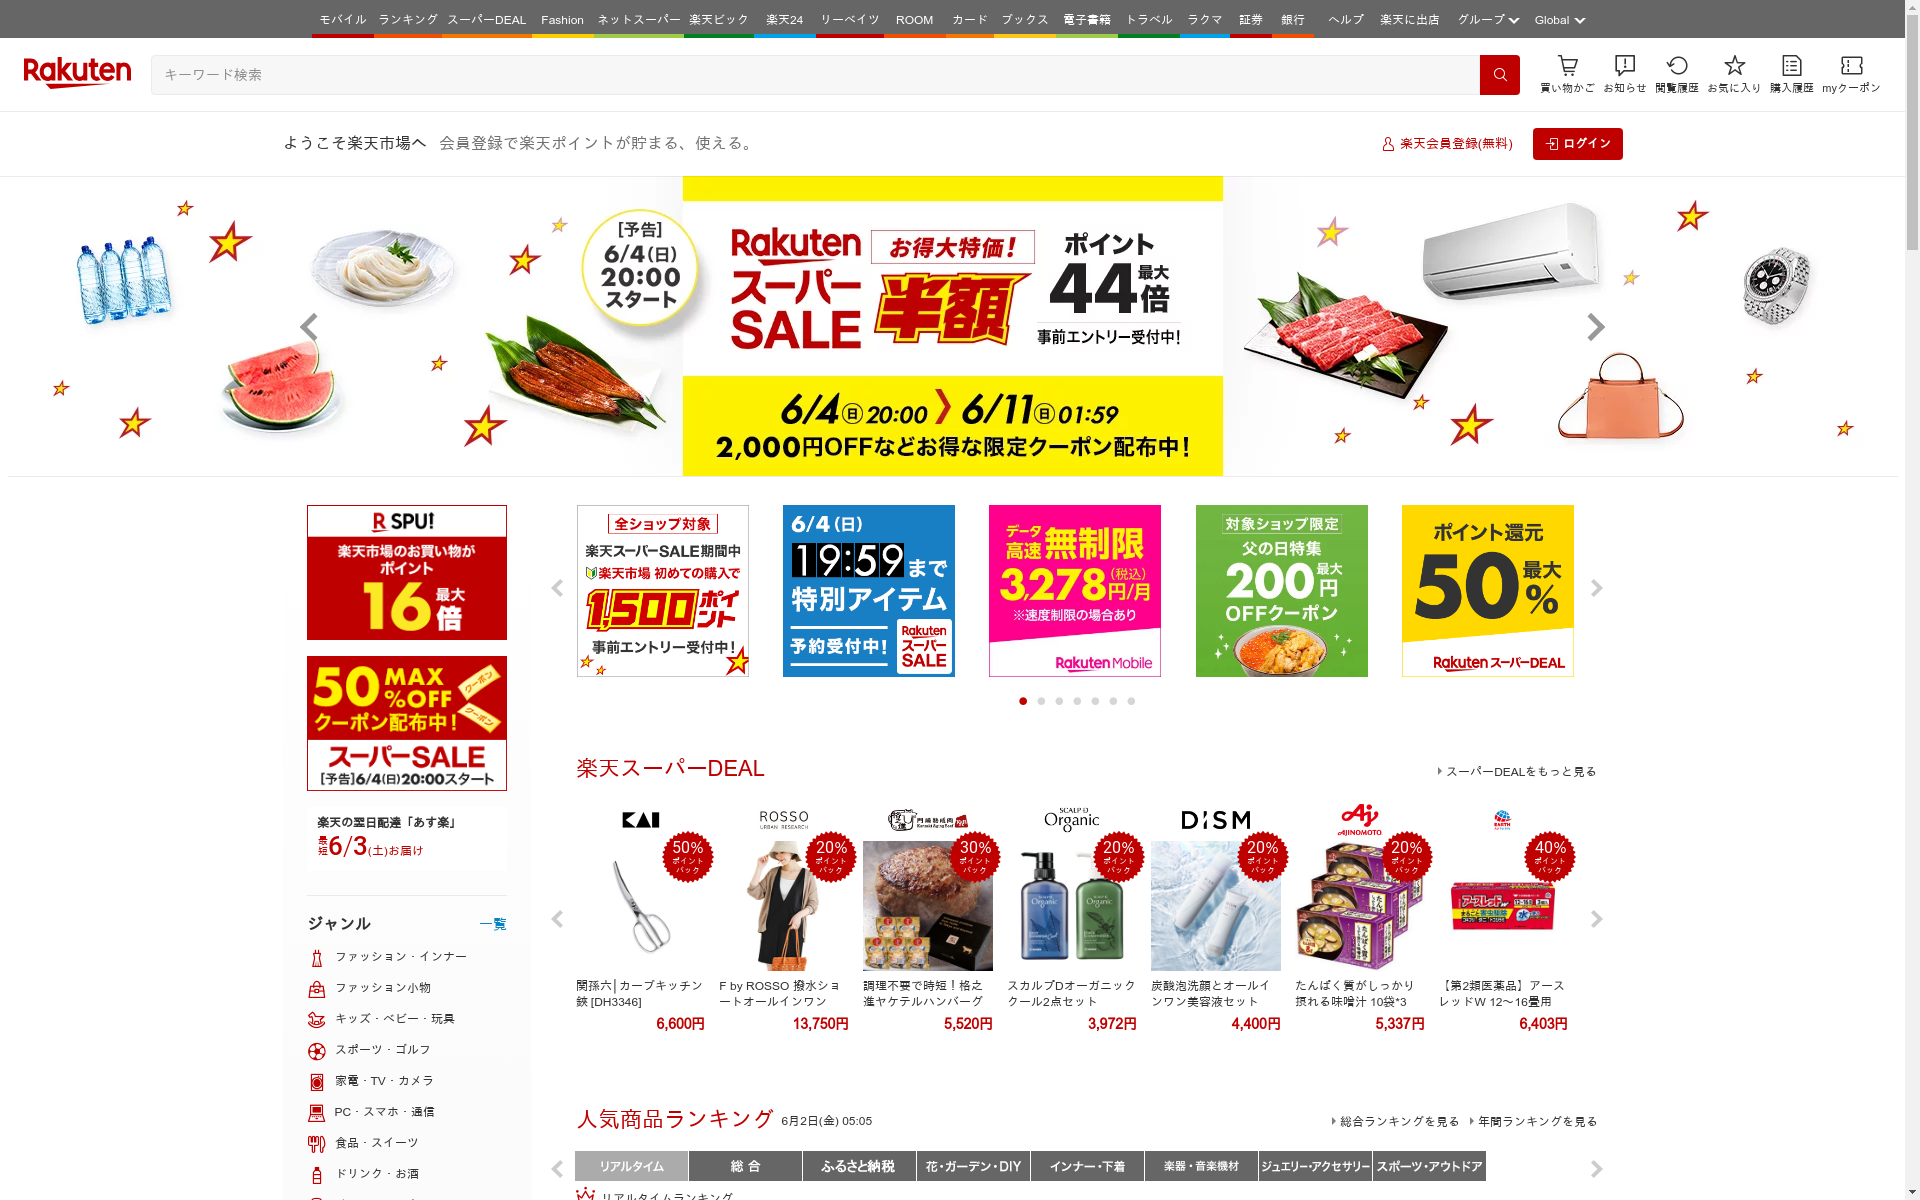 モバイル ランキング スーパーDEAL Fashion ネットスーパー 楽天ビック 楽天24 リーベイツ ROOM カード ブックス 電子書籍 トラベル ラクマ 証券 銀行 ヘルプ 楽天に出店 グループ Global
Rakuten
キーワード検索
買い物かご お知らせ 閲覧履歴 お気に入り 購入履歴 myクーポン
ようこそ楽天市場へ 会員登録で楽天ポイントが貯まる、使える。
楽天会員登録(無料) ログイン
[予告]
6/4(日)
20:00
スタート
Rakuten
スーパー
SALE
お得大特価!
半額
ポイント
44最大倍
事前エントリー受付中!
6/4(日)20:00 > 6/11(日)01:59
2,000円OFFなどお得な限定クーポン配布中!
R SPU!
楽天市場のお買い物が
ポイント
16最大倍
50MAX%OFF
クーポン クーポン
クーポン配布中!
スーパーSALE
[予告]6/4(日)20:00スタート
全ショップ対象
楽天スーパーSALE期間中
楽天市場 初めての購入で
1,500ポイント
事前エントリー受付中!
6/4(日)
19:59まで
特別アイテム
予約受付中!
Rakuten
スーパー
SALE
データ
高速無制限
3,278(税込)円/月
※速度制限の場合あり
Rakuten Mobile
対象ショップ限定
父の日特集
200最大円
OFFクーポン
ポイント還元
50最大%
Rakuten スーパーDEAL
楽天の翌日配達「あす楽」
最短6/3(土)お届け
ジャンル 一覧
ファッション・インナー
ファッション小物
キッズ・ベビー・玩具
スポーツ・ゴルフ
家電・TV・カメラ
PC・スマホ・通信
食品・スイーツ
ドリンク・お酒
楽天スーパーDEAL
スーパーDEALをもっと見る
KAI
50%
ポイント
バック
関孫六│カーブキッチン
鋏 [DH3346]
6,600円
ROSSO
URBAN RESEARCH
20%
ポイント
バック
F by ROSSO 撥水ショ
ートオールインワン
13,750円
30%
ポイント
バック
調理不要で時短！格之
進ヤケテルハンバーグ
5,520円
SCALP-D
Organic
20%
ポイント
バック
スカルプDオーガニック
クール2点セット
3,972円
DISM
20%
ポイント
バック
炭酸泡洗顔とオールイ
ンワン美容液セット
4,400円
AJINOMOTO
20%
ポイント
バック
たんぱく質がしっかり
摂れる味噌汁 10袋*3
5,337円
EARTH
40%
ポイント
バック
アースレッドW
【第2類医薬品】アース
レッドW 12～16畳用
6,403円
人気商品ランキング 6月2日(金) 05:05
総合ランキングを見る 年間ランキングを見る
リアルタイム 総合 ふるさと納税 花・ガーデン・DIY インナー・下着 楽器・音楽機材 ジュエリー・アクセサリー スポーツ・アウトドア
リアルタイムランキング